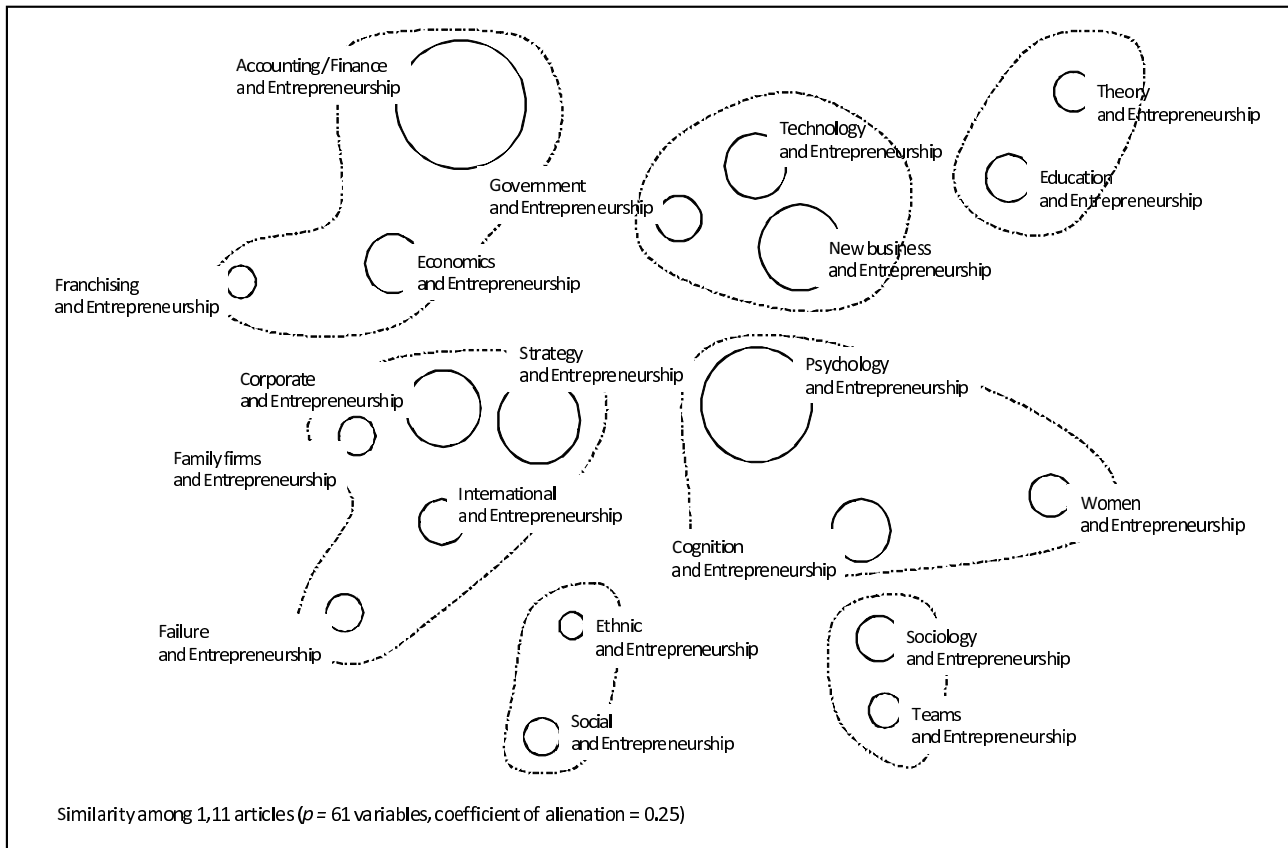 Accounting/Finance
and Entrepreneurship
Theory
and Entrepreneurship
Technology
and Entrepreneurship
Education
and Entrepreneurship
Government
and Entrepreneurship
New business
and Entrepreneurship
Economics
and Entrepreneurship
Franchising
and Entrepreneurship
Strategy
and Entrepreneurship
Psychology
and Entrepreneurship
Corporate
and Entrepreneurship
Family firms
and Entrepreneurship
International
and Entrepreneurship
Women
and Entrepreneurship
Cognition
and Entrepreneurship
Failure
and Entrepreneurship
Ethnic
and Entrepreneurship
Sociology
and Entrepreneurship
Social
and Entrepreneurship
Teams
and Entrepreneurship
Similarity among 1,11 articles (p = 61 variables, coefficient of alienation = 0.25)